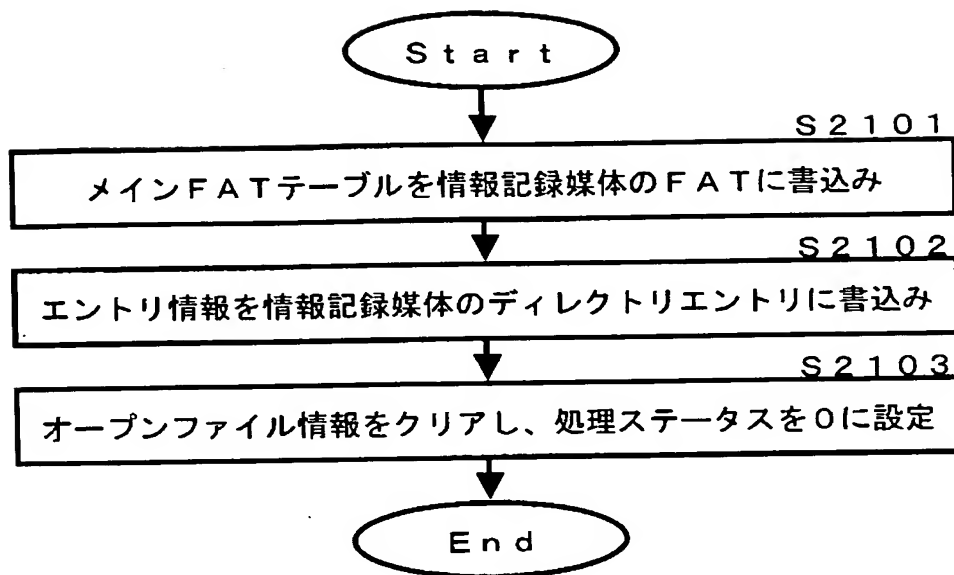 Start
S2101
メインFATテーブルを情報記録媒体のFATに書込み
S2102
エントリ情報を情報記録媒体のディレクトリエントリに書込み
S2103
オープンファイル情報をクリアし、処理ステータスを0に設定
End